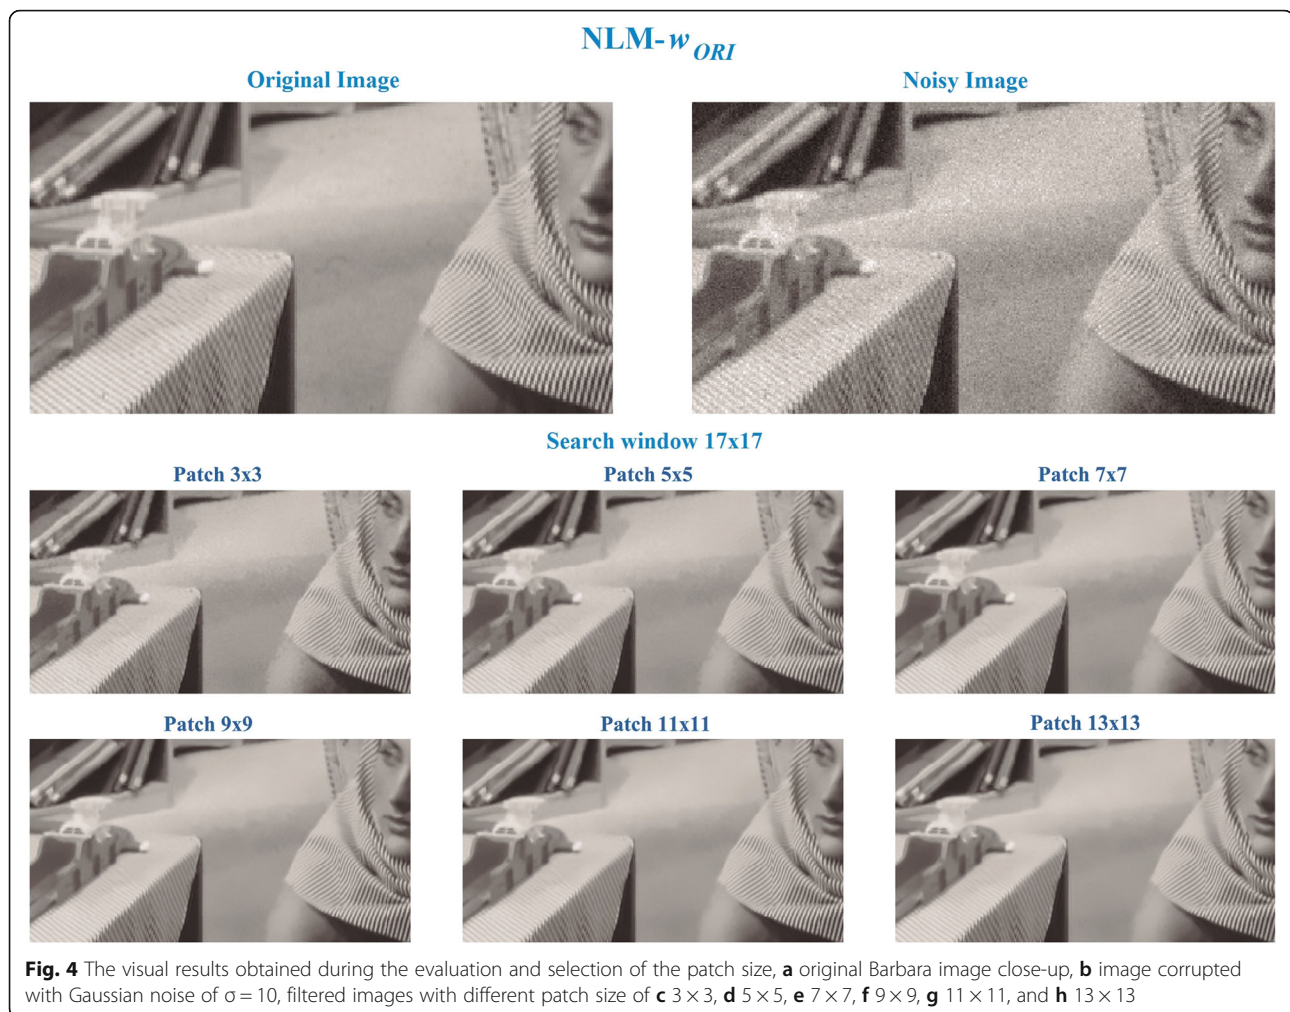 NLM-w ORI
Original Image
Noisy Image
Search window 17x17
Patch 3x3
Patch 5x5
Patch 7x7
Patch 9x9
Patch 11x11
Patch 13x13
Fig. 4 The visual results obtained during the evaluation and selection of the patch size, a original Barbara image close-up, b image corrupted
with Gaussian noise of σ = 10, filtered images with different patch size of c 3 × 3, d 5 × 5, e 7 × 7, f 9 × 9, g 11 × 11, and h 13 × 13